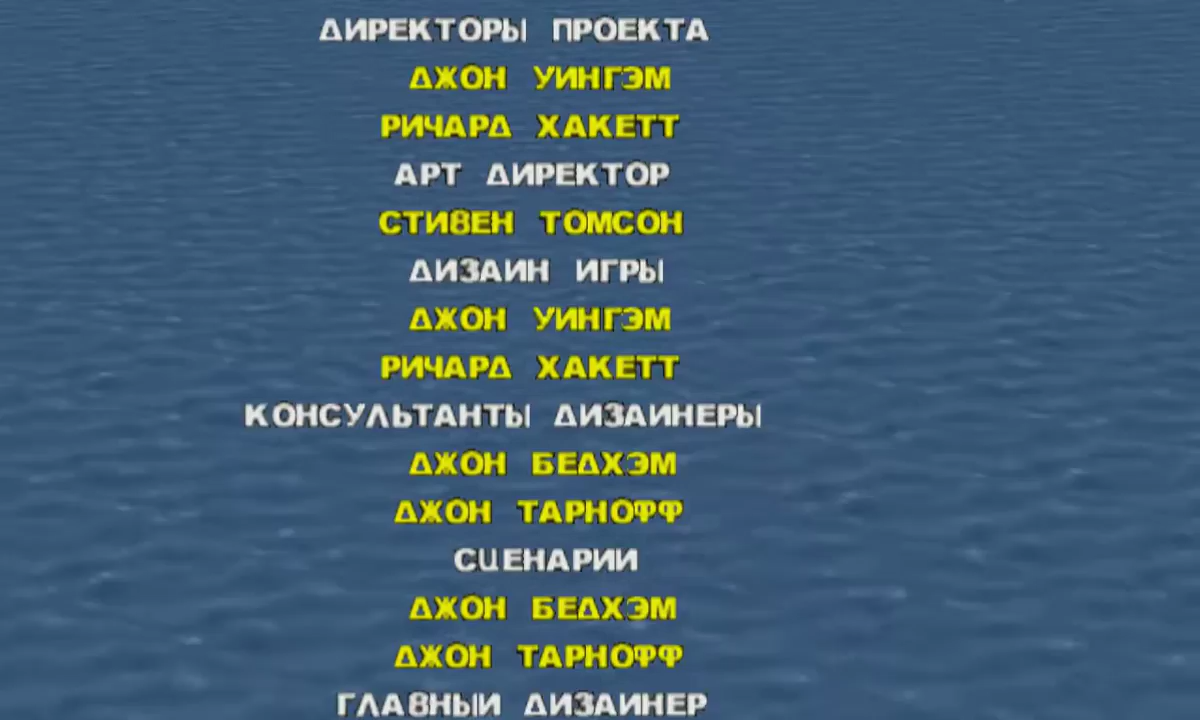 ДИРЕКТОРЫ ПРОЕКТА
ДЖОН УИНГЭМ
РИЧАРД ХАКЕТТ
АРТ ДИРЕКТОР
СТИВЕН ТОМСОН
ДИЗАИН ИГРЫ
ДЖОН УИНГЭМ
РИЧАРД ХАКЕТТ
КОНСУЛЬТАНТЫ ДИЗАИНЕРЫ
ДЖОН БЕДХЭМ
ДЖОН ТАРНОФФ
СЦЕНАРИИ
ДЖОН БЕДХЭМ
ДЖОН ТАРНОФФ
ГЛАВНЫИ ДИЗАИНЕР